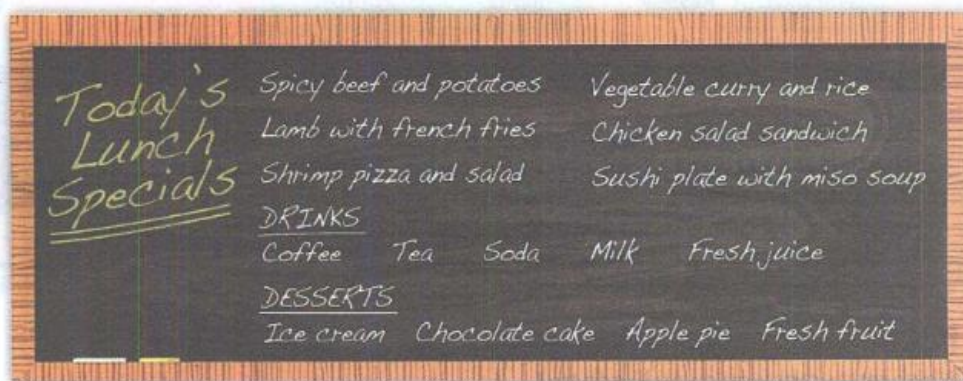 Today's
Lunch
Specials
Spicy beef and potatoes Vegetable curry and rice
Lamb with french fries Chicken salad sandwich
Shrimp pizza and salad Sushi plate with miso soup
DRINKS
Coffee Tea Soda Milk Fresh juice
DESSERTS
Ice cream Chocolate cake Apple pie Fresh fruit